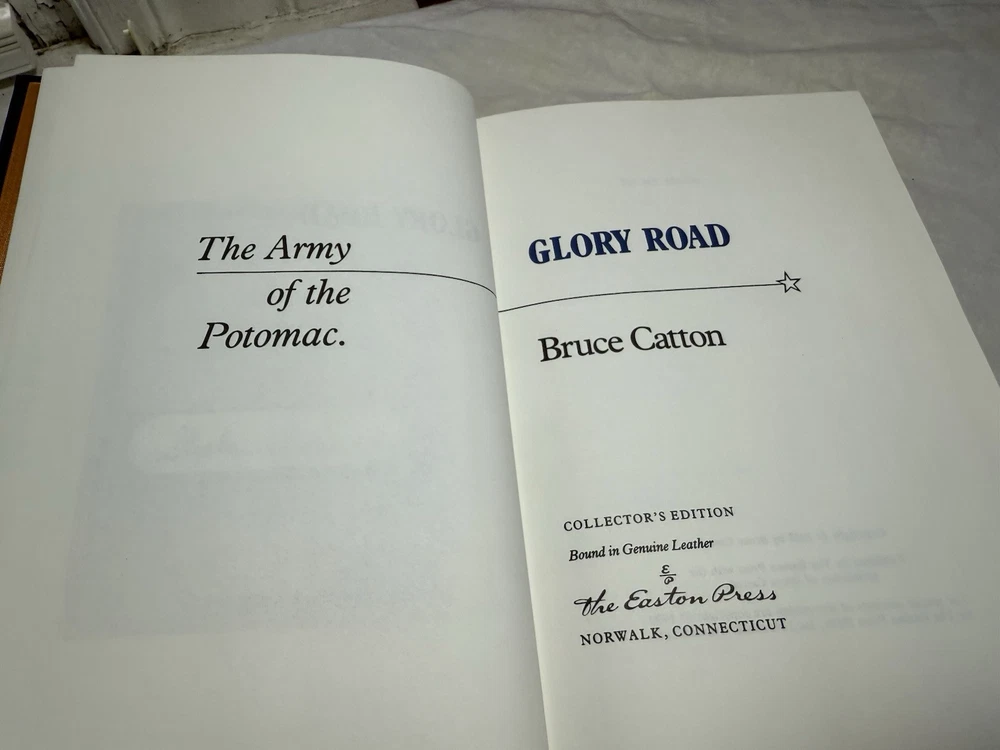 The Army
of the
Potomac.
GLORY ROAD
Bruce Catton
COLLECTOR'S EDITION
Bound in Genuine Leather
E
P
The Easton Press
NORWALK, CONNECTICUT